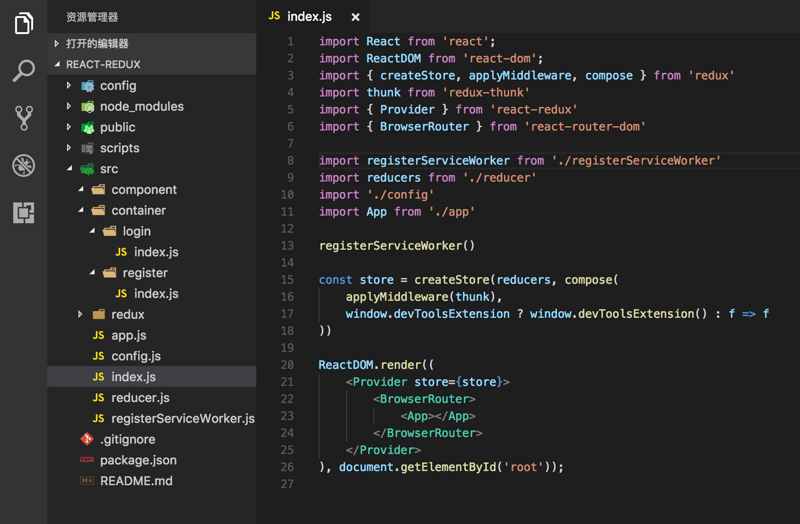 资源管理器
打开的编辑器
REACT-REDUX
config
node_modules
public
scripts
src
component
container
login
JS index.js
register
JS index.js
redux
JS app.js
JS config.js
JS index.js
JS reducer.js
JS registerServiceWorker.js
.gitignore
package.json
README.md
JS index.js ×
1 import React from 'react';
2 import ReactDOM from 'react-dom';
3 import { createStore, applyMiddleware, compose } from 'redux'
4 import thunk from 'redux-thunk'
5 import { Provider } from 'react-redux'
6 import { BrowserRouter } from 'react-router-dom'
7
8 import registerServiceWorker from './registerServiceWorker'
9 import reducers from './reducer'
10 import './config'
11 import App from './app'
12
13 registerServiceWorker()
14
15 const store = createStore(reducers, compose(
16     applyMiddleware(thunk),
17     window.devToolsExtension ? window.devToolsExtension() : f => f
18 ))
19
20 ReactDOM.render((
21     <Provider store={store}>
22         <BrowserRouter>
23             <App></App>
24         </BrowserRouter>
25     </Provider>
26 ), document.getElementById('root'));
27